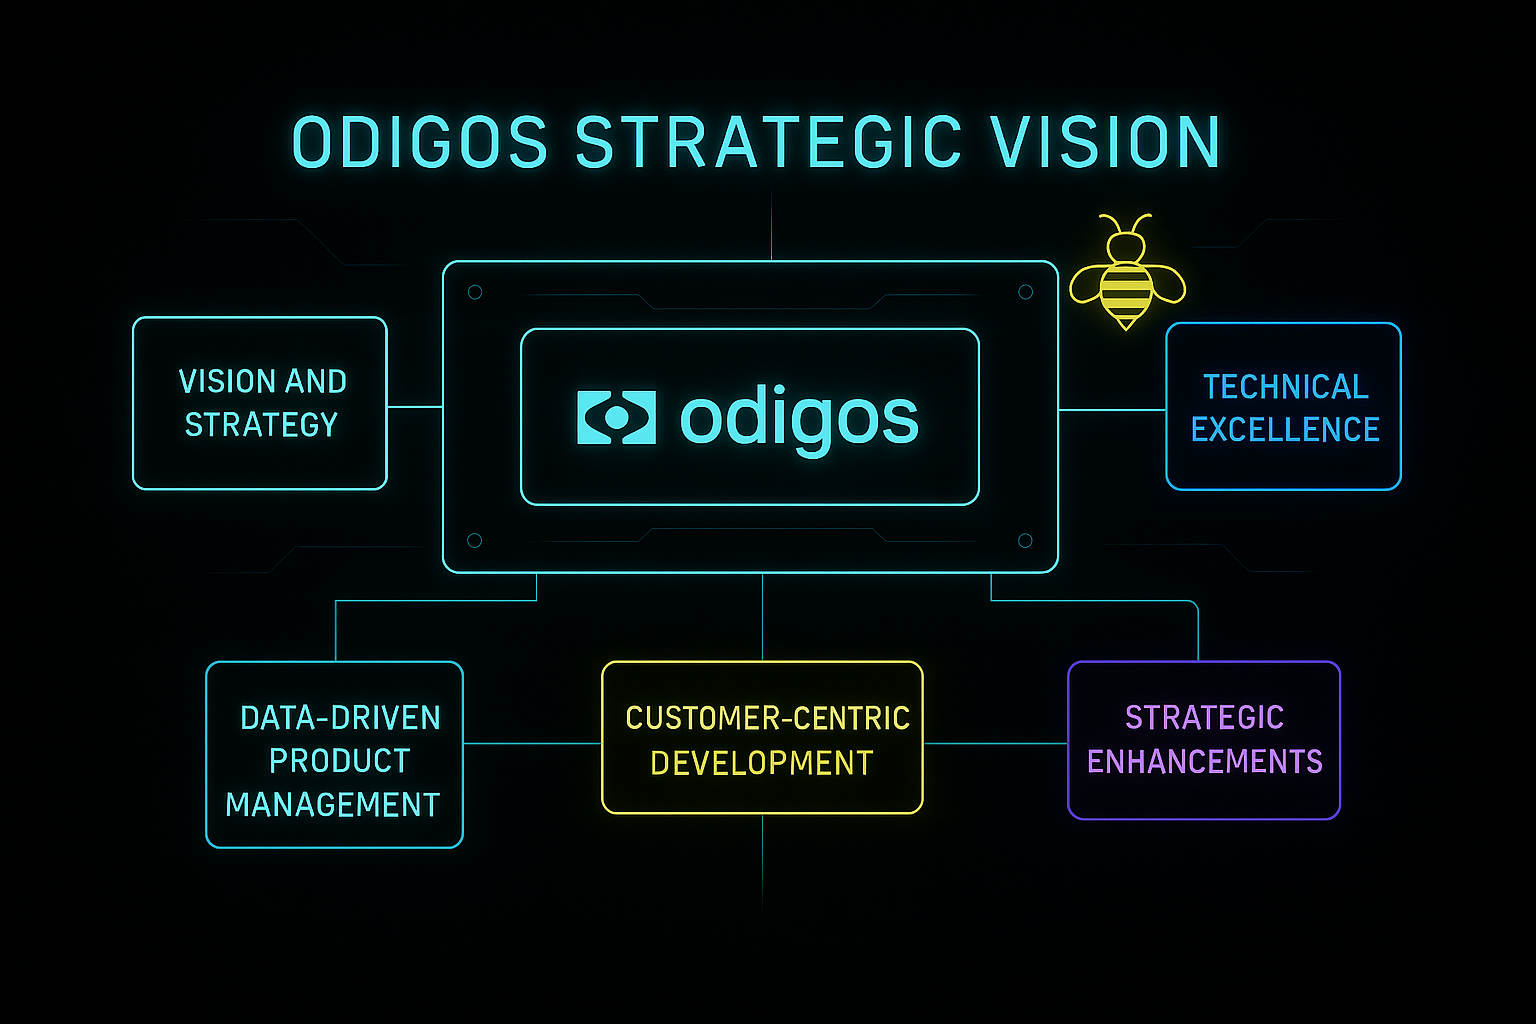 ODIGOS STRATEGIC VISION
VISION AND
STRATEGY
odigos
TECHNICAL
EXCELLENCE
DATA-DRIVEN
PRODUCT
MANAGEMENT
CUSTOMER-CENTRIC
DEVELOPMENT
STRATEGIC
ENHANCEMENTS